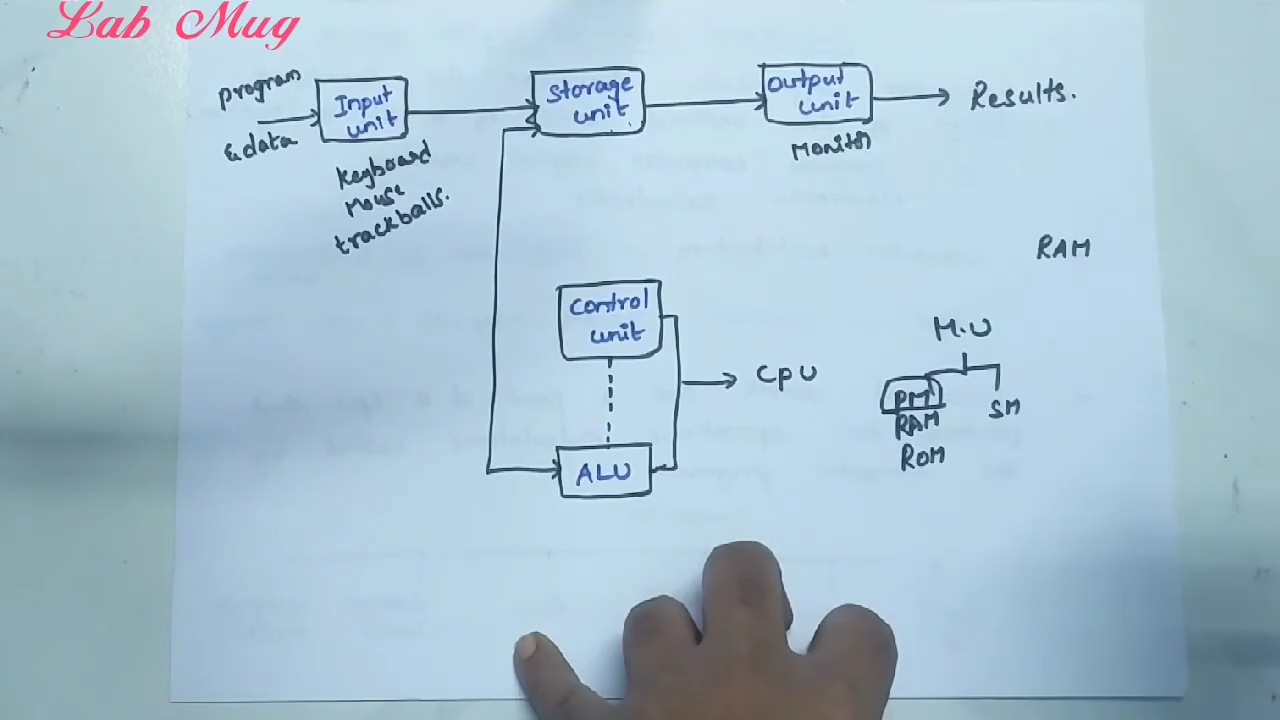 Lab Mug
program
& data
Input
unit
Keyboard
Mouse
trackballs.
Storage
unit
Output
unit
Monitor
Results.
RAM
Control
unit
CPU
ALU
M.U
PM
SM
RAM
ROM